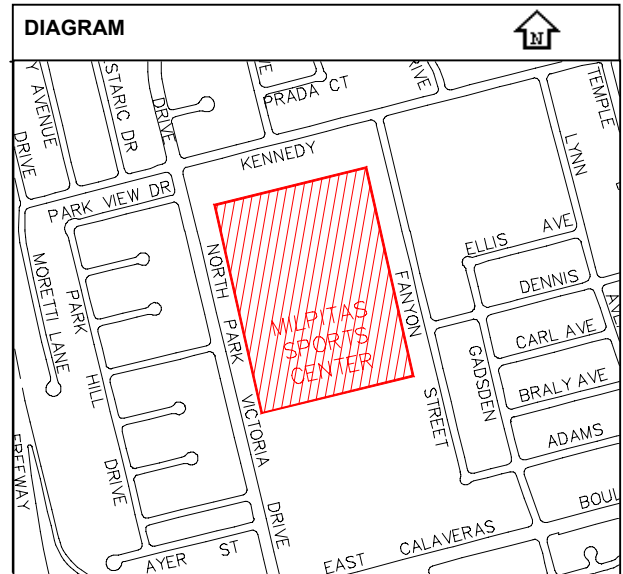 DIAGRAM
N
Y AVENUE
DRIVE
STARIC DR
DRIVE
VE
PRADA CT
RIVE
TEMPLE
LYNN
KENNEDY
PARK VIEW DR
MORETTI LANE
PARK
HILL
DRIVE
NORTH
PARK
VICTORIA
DRIVE
MILPITAS
SPORTS
CENTER
FANYON
STREET
ELLIS AVE
DENNIS
AVE
CARL AVE
GADSDEN
BRALY AVE
ADAMS
BOUL
FREEWAY
AYER ST
EAST CALAVERAS